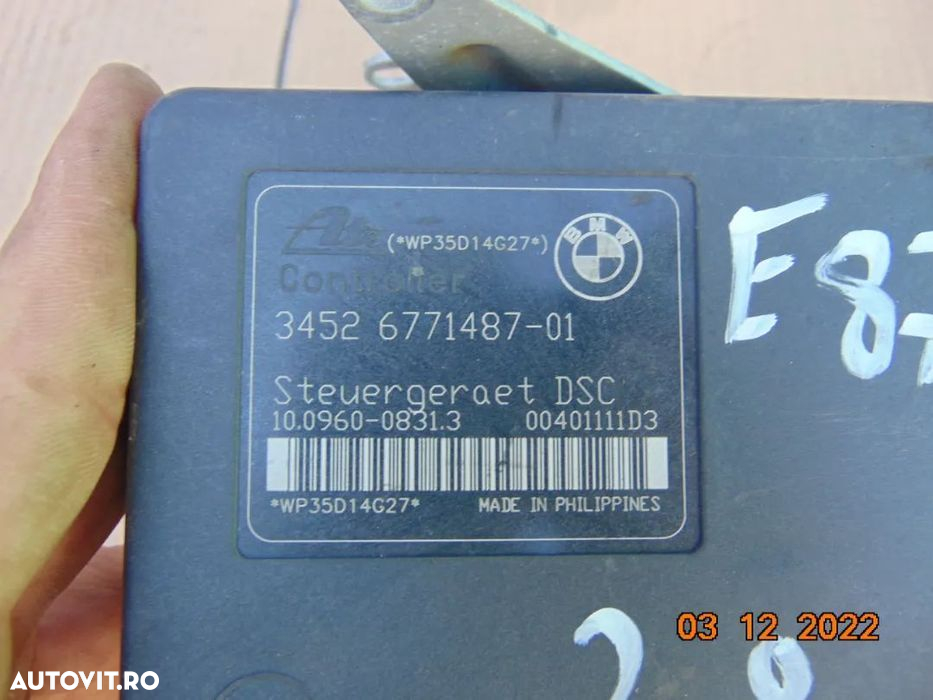 Ate (*WP35D14G27*) BMW
Controller
3452 6771487-01
Steuergeraet DSC
10.0960-0831.3 00401111D3
*WP35D14G27* MADE IN PHILIPPINES
E87
03 12 2022
AUTOVIT.RO